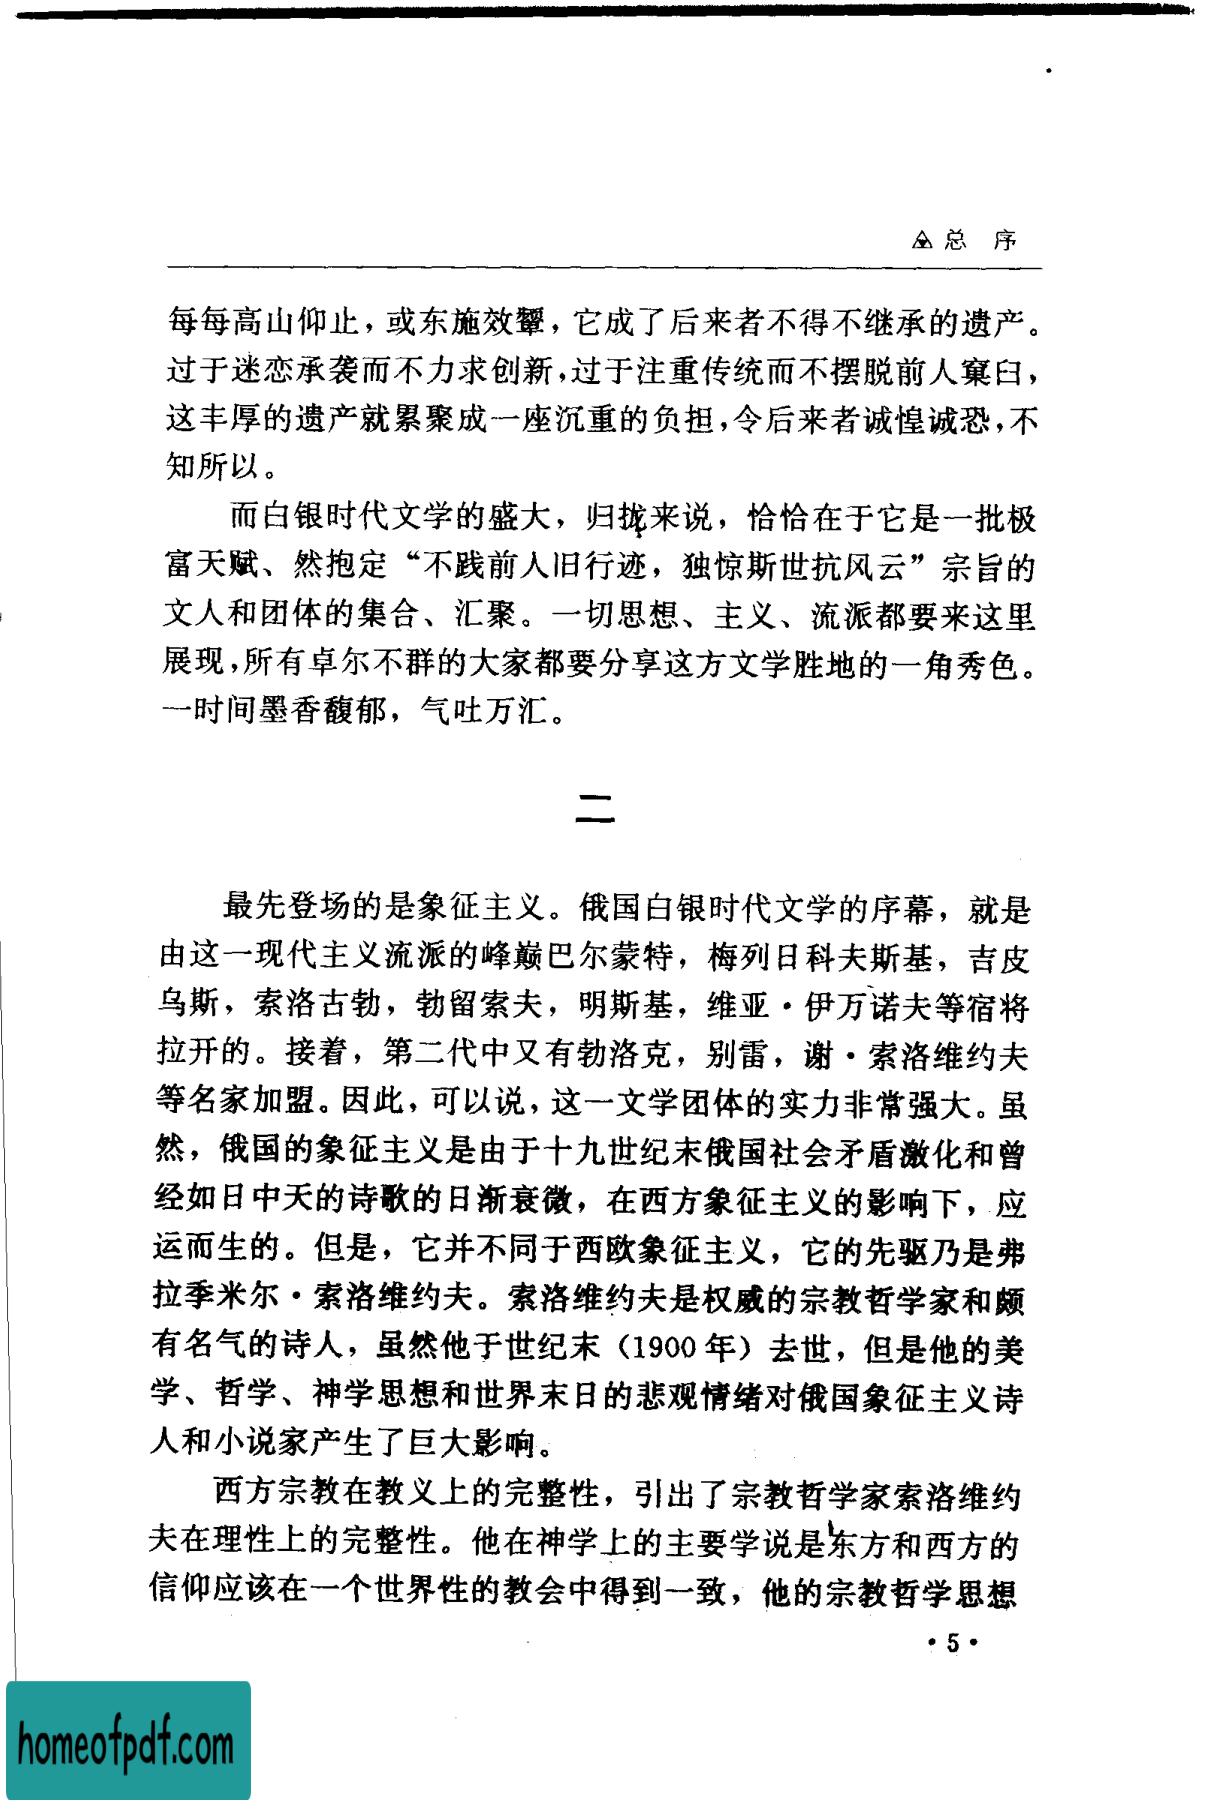 总 序
每每高山仰止，或东施效颦，它成了后来者不得不继承的遗产。
过于迷恋承袭而不力求创新，过于注重传统而不摆脱前人窠臼，
这丰厚的遗产就累聚成一座沉重的负担，令后来者诚惶诚恐，不
知所以。
而白银时代文学的盛大，归拢来说，恰恰在于它是一批极
富天赋、然抱定“不践前人旧行迹，独惊斯世抗风云”宗旨的
文人和团体的集合、汇聚。一切思想、主义、流派都要来这里
展现，所有卓尔不群的大家都要分享这方文学胜地的一角秀色。
一时间墨香馥郁，气吐万汇。
二
最先登场的是象征主义。俄国白银时代文学的序幕，就是
由这一现代主义流派的峰巅巴尔蒙特，梅列日科夫斯基，吉皮
乌斯，索洛古勃，勃留索夫，明斯基，维亚·伊万诺夫等宿将
拉开的。接着，第二代中又有勃洛克，别雷，谢·索洛维约夫
等名家加盟。因此，可以说，这一文学团体的实力非常强大。虽
然，俄国的象征主义是由于十九世纪末俄国社会矛盾激化和曾
经如日中天的诗歌的日渐衰微，在西方象征主义的影响下，应
运而生的。但是，它并不同于西欧象征主义，它的先驱乃是弗
拉季米尔·索洛维约夫。索洛维约夫是权威的宗教哲学家和颇
有名气的诗人，虽然他于世纪末（1900年）去世，但是他的美
学、哲学、神学思想和世界末日的悲观情绪对俄国象征主义诗
人和小说家产生了巨大影响。
西方宗教在教义上的完整性，引出了宗教哲学家索洛维约
夫在理性上的完整性。他在神学上的主要学说是东方和西方的
信仰应该在一个世界性的教会中得到一致，他的宗教哲学思想
·5·
homeofpdf.com